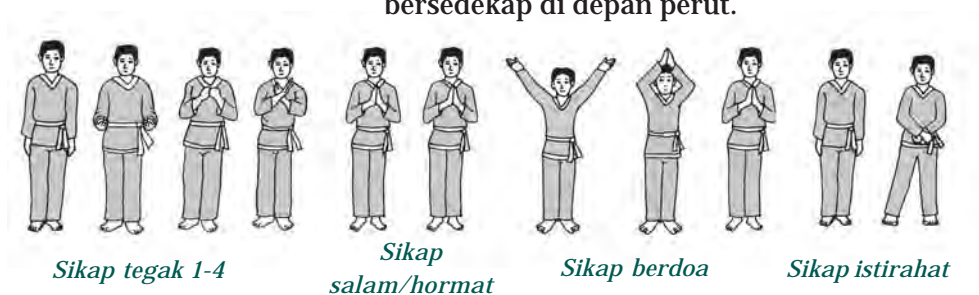 bersedekap di depan perut.
Sikap tegak 1-4
Sikap
salam/hormat
Sikap berdoa
Sikap istirahat